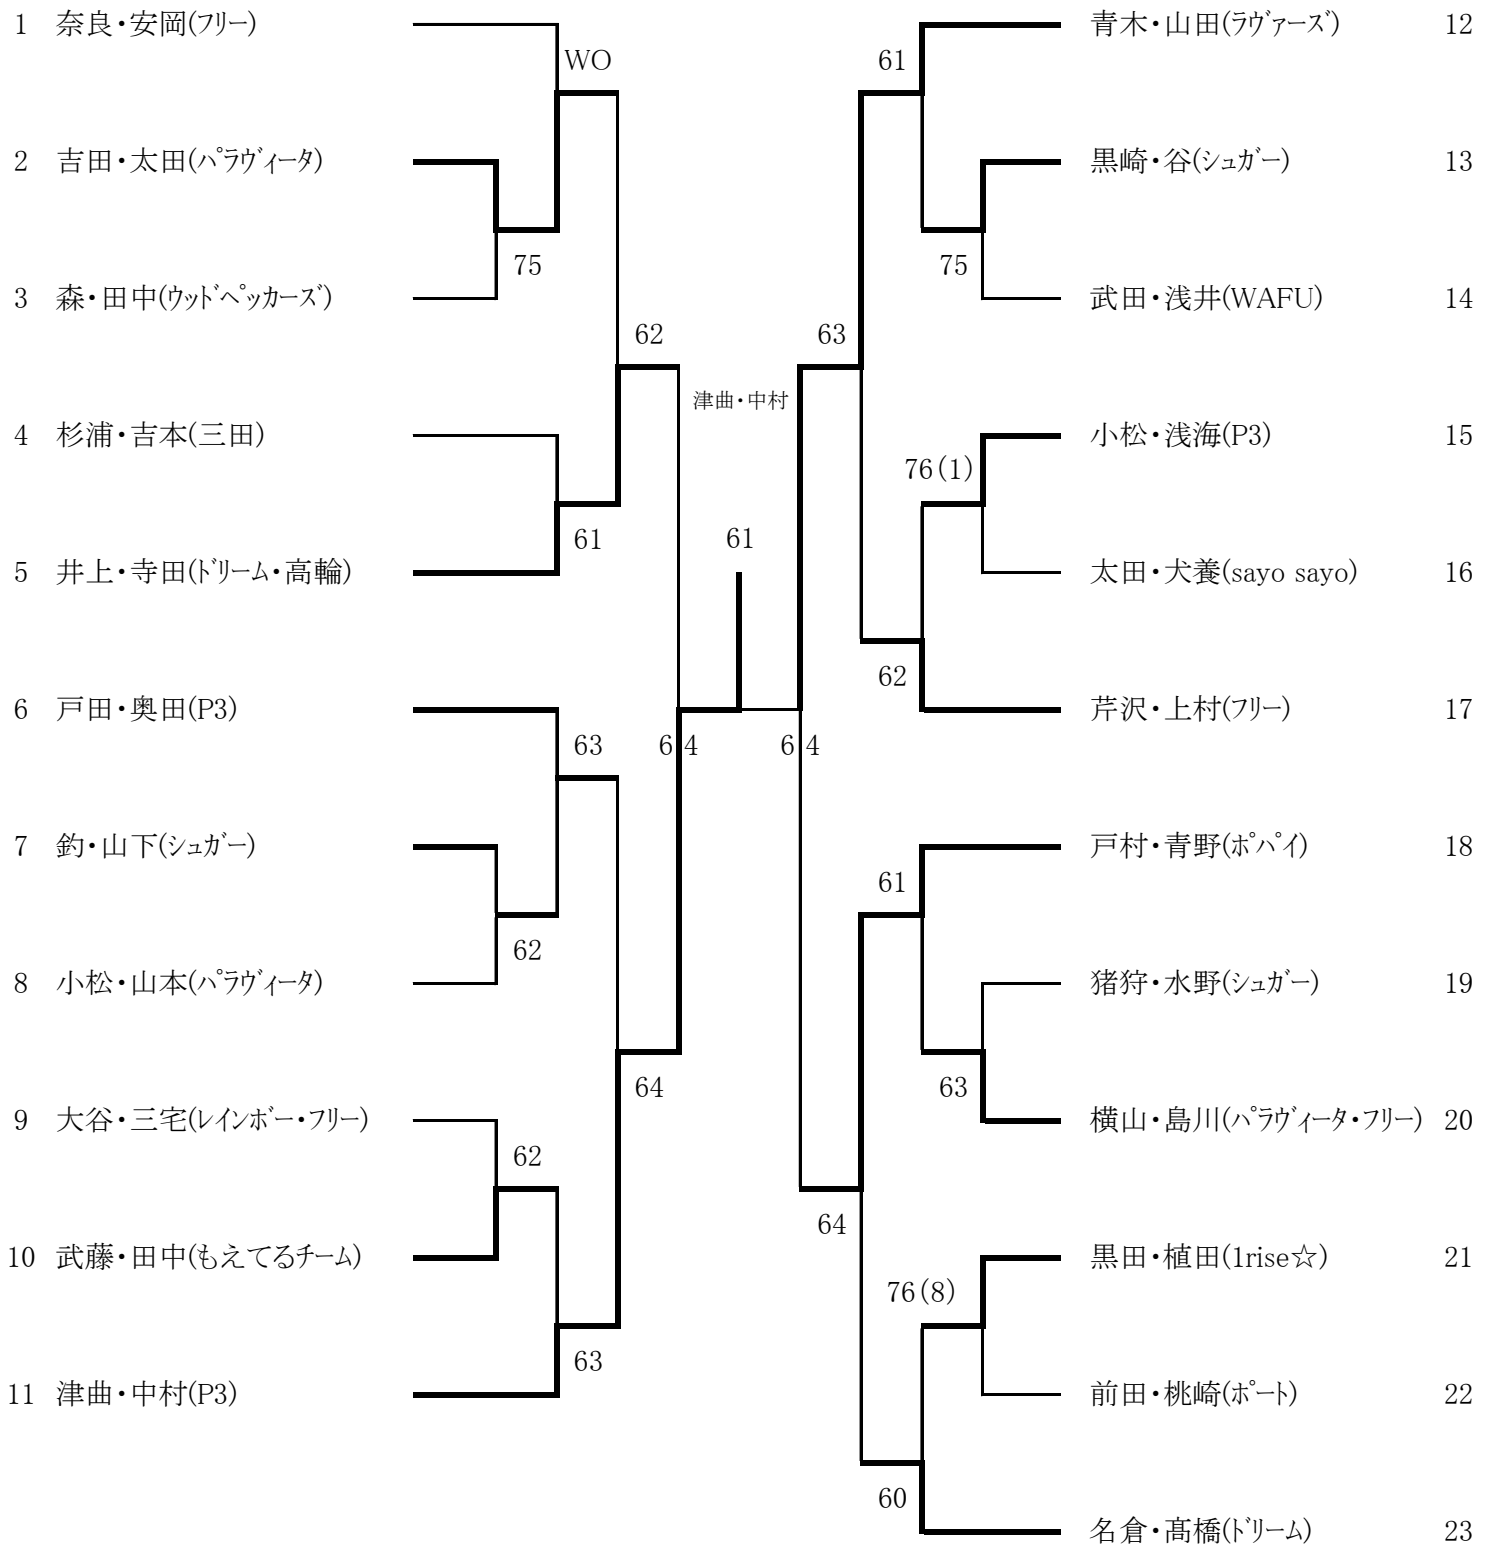 1 奈良・安岡(フリー)
WO
2 吉田・太田(パラヴィータ)
75
3 森・田中(ウッドペッカーズ)
62
4 杉浦・吉本(三田)
61
5 井上・寺田(ドリーム・高輪)
6 戸田・奥田(P3)
63
64
7 釣・山下(シュガー)
62
8 小松・山本(パラヴィータ)
64
9 大谷・三宅(レインボー・フリー)
62
10 武藤・田中(もえてるチーム)
63
11 津曲・中村(P3)
津曲・中村
61
青木・山田(ラヴァーズ) 12
61
黒崎・谷(シュガー) 13
75
武田・浅井(WAFU) 14
63
小松・浅海(P3) 15
76(1)
太田・犬養(sayo sayo) 16
62
芹沢・上村(フリー) 17
64
戸村・青野(ポパイ) 18
61
猪狩・水野(シュガー) 19
63
横山・島川(パラヴィータ・フリー) 20
64
黒田・植田(1rise☆) 21
76(8)
前田・桃崎(ポート) 22
60
名倉・髙橋(ドリーム) 23